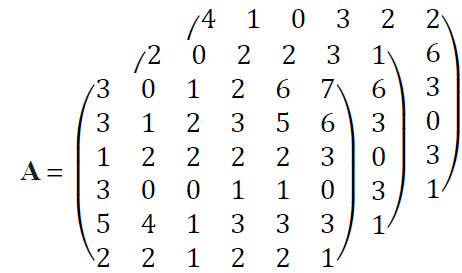 4 1 0 3 2 2
2 0 2 2 3 1 6
3 0 1 2 6 7 6 3
3 1 2 3 5 6 3 0
1 2 2 2 2 3 0 3
A = 3 0 0 1 1 0 3 1
5 4 1 3 3 3 1
2 2 1 2 2 1